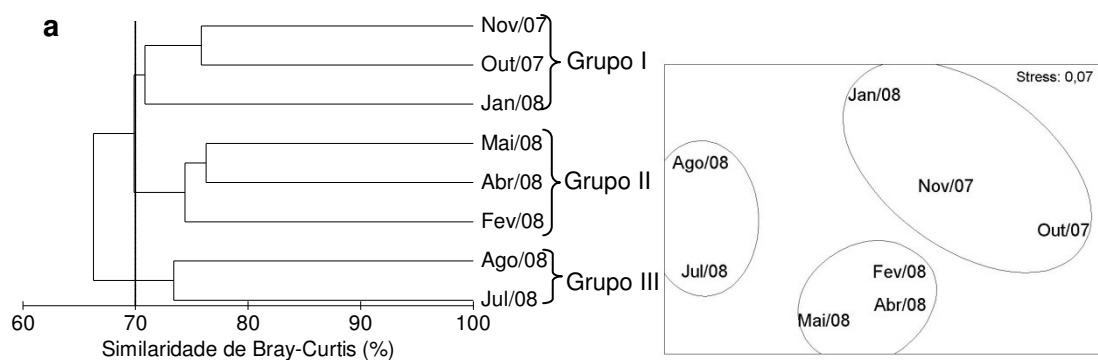 a
Nov/07
Out/07
Jan/08
Grupo I
Mai/08
Abr/08
Fev/08
Grupo II
Ago/08
Jul/08
Grupo III
60 70 80 90 100
Similaridade de Bray-Curtis (%)
Stress: 0,07
Jan/08
Ago/08
Nov/07
Out/07
Jul/08
Fev/08
Abr/08
Mai/08